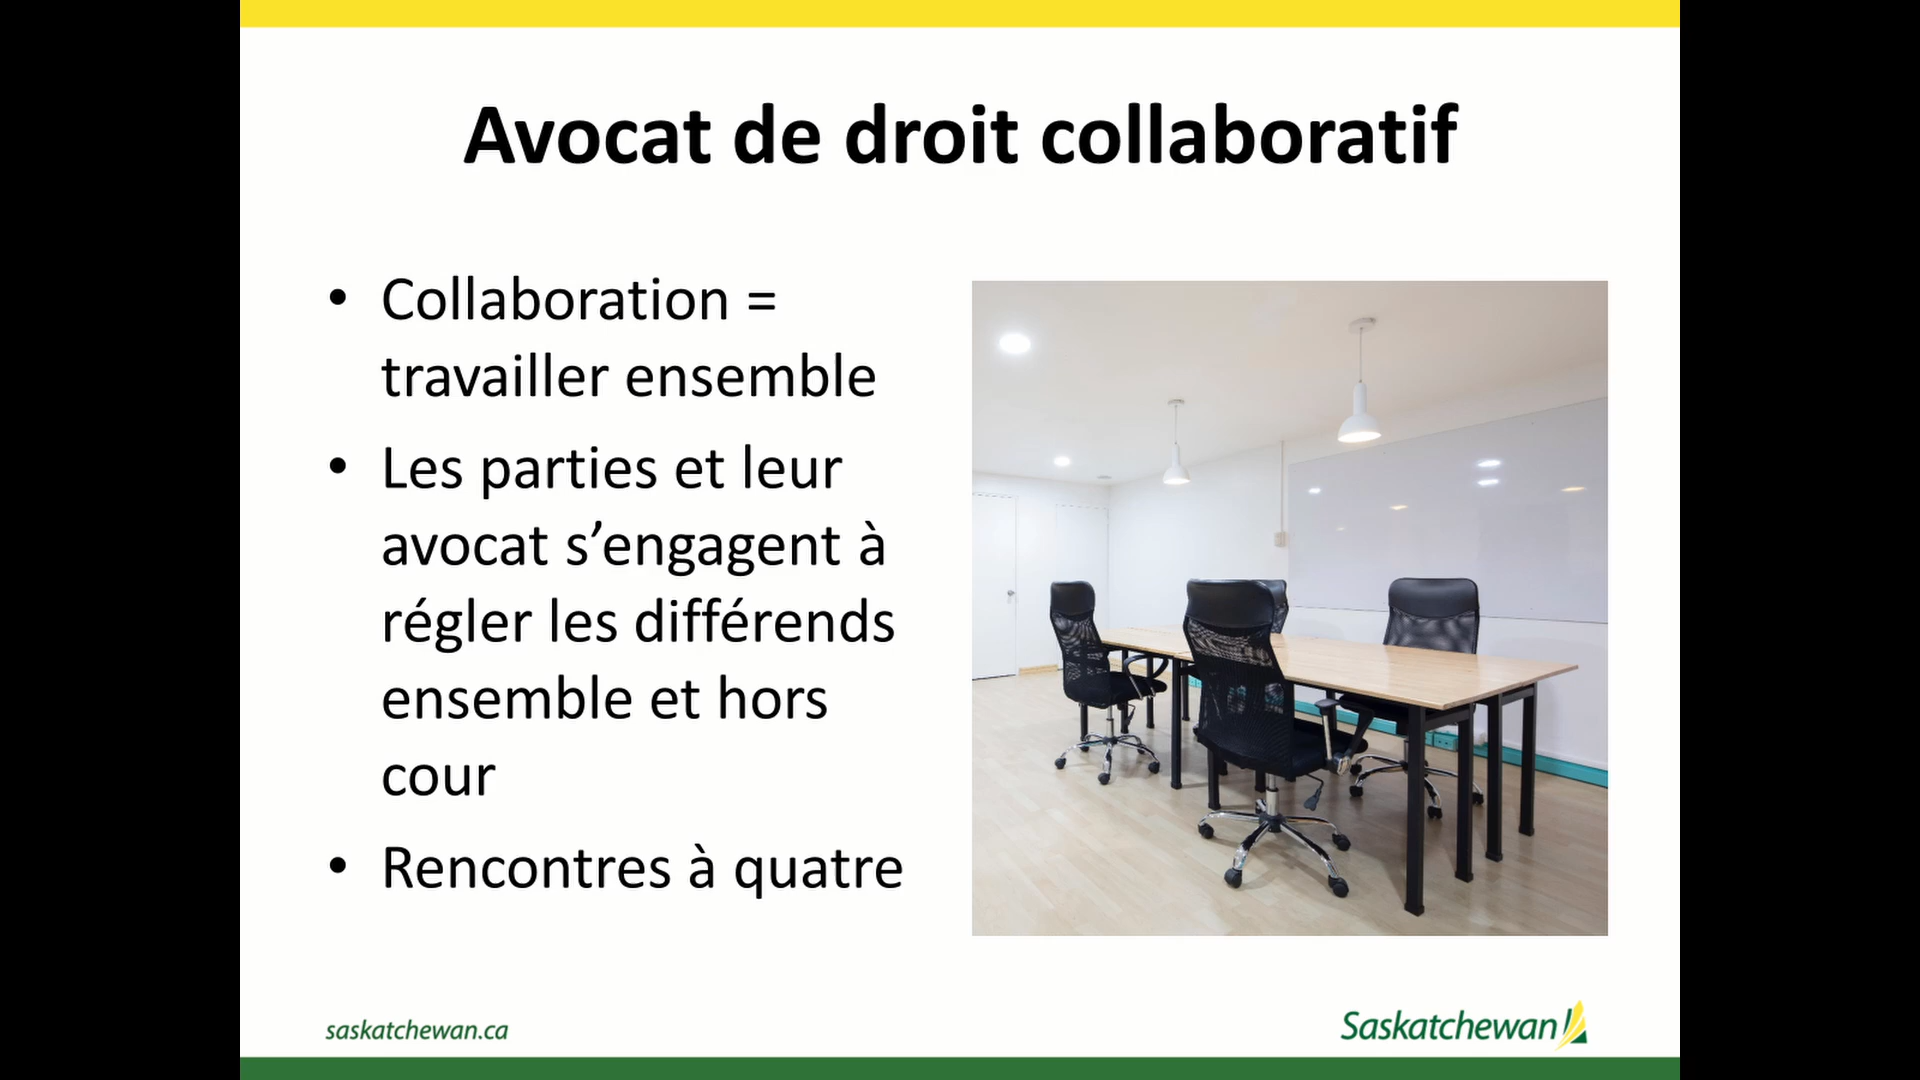 Avocat de droit collaboratif
• Collaboration =
travailler ensemble
• Les parties et leur
avocat s’engagent à
régler les différends
ensemble et hors
cour
• Rencontres à quatre
saskatchewan.ca
Saskatchewan